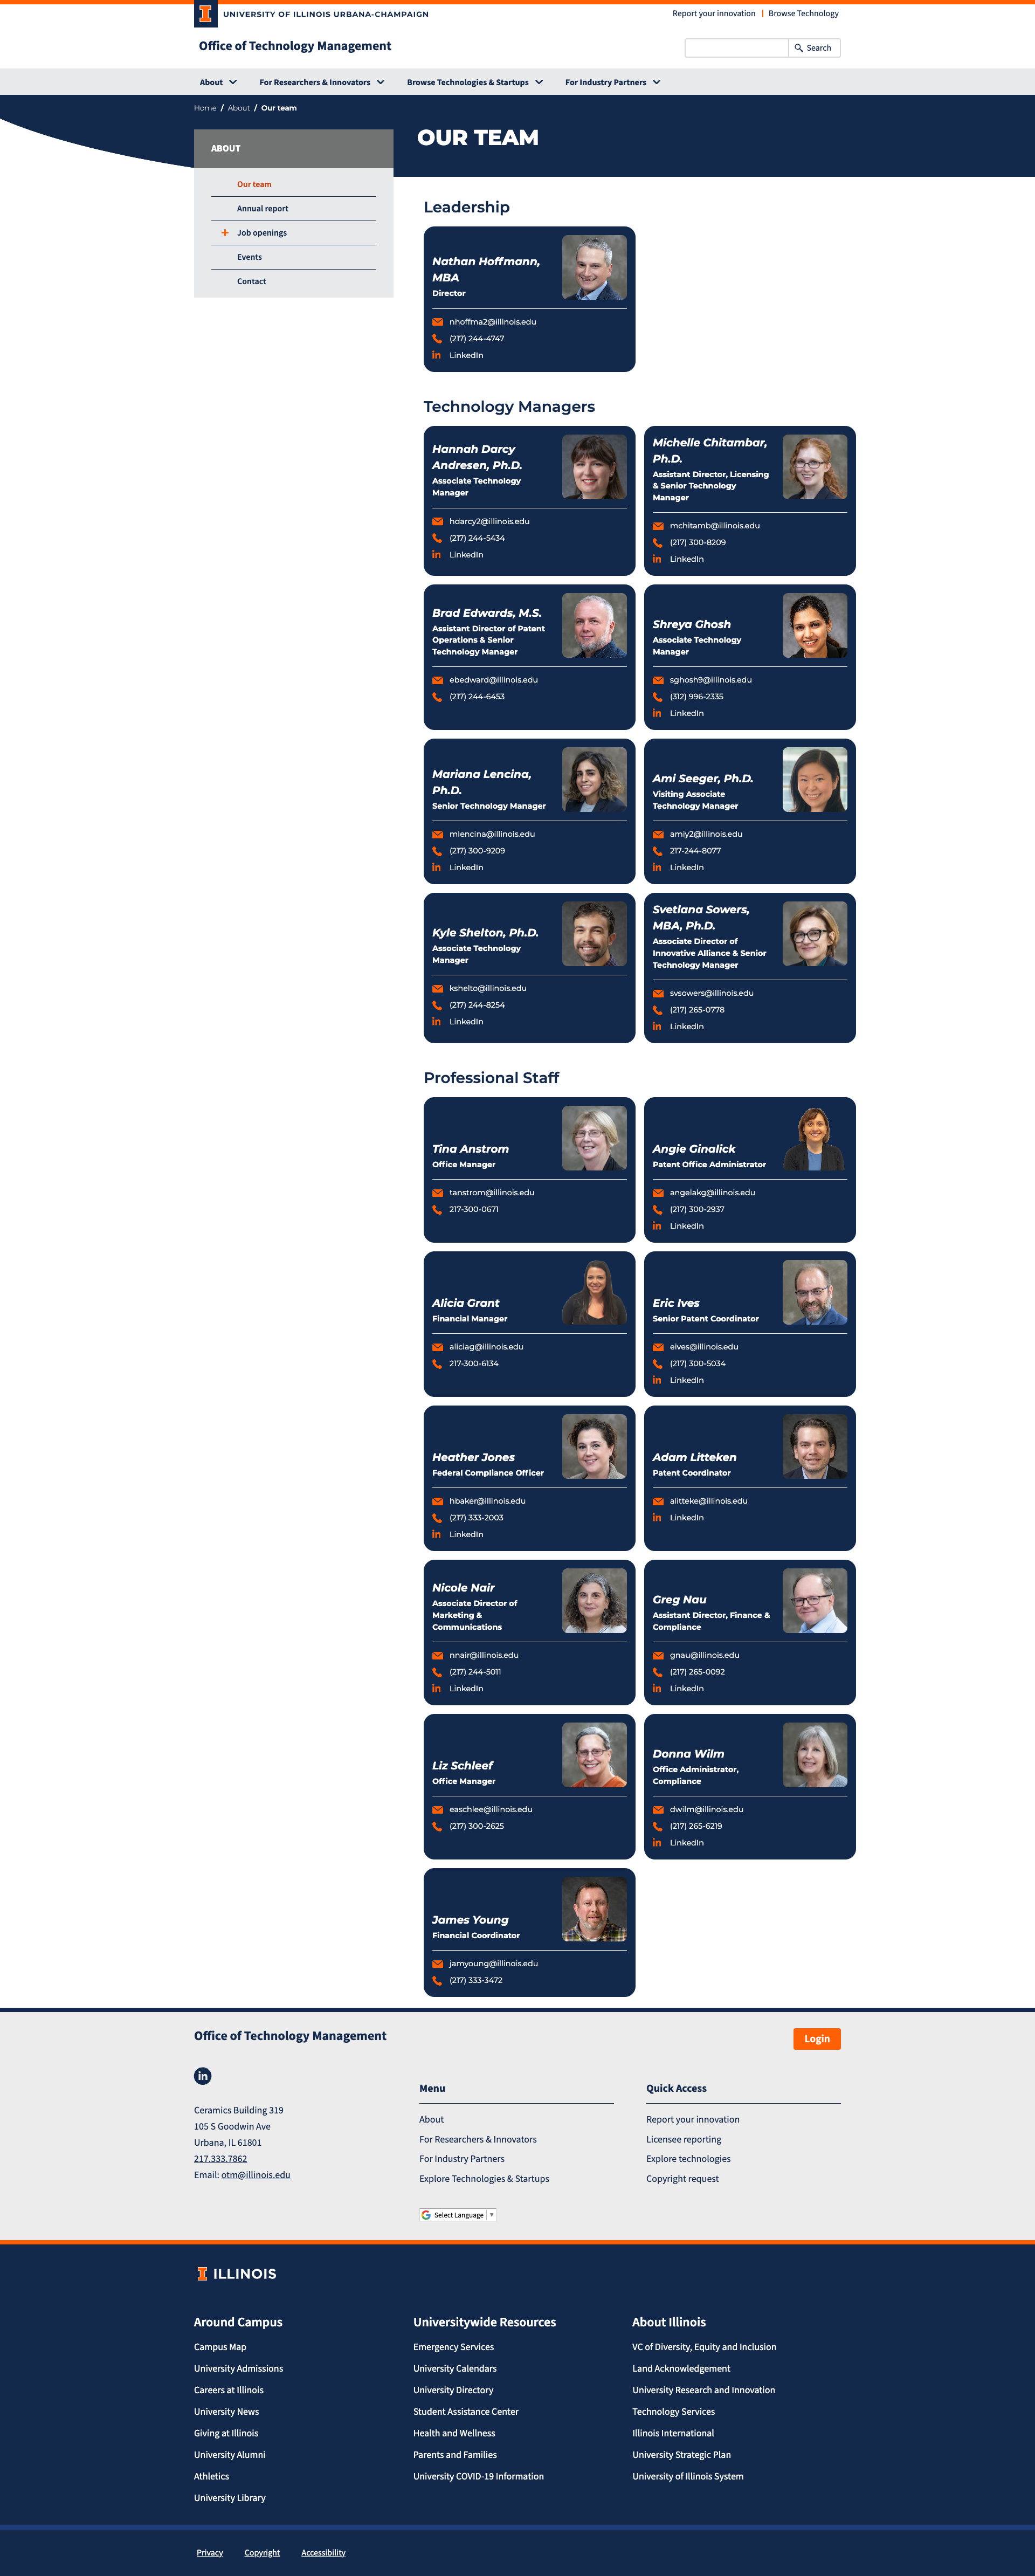 UNIVERSITY OF ILLINOIS URBANA-CHAMPAIGN
Report your innovation
Browse Technology
Office of Technology Management
Search
About
For Researchers & Innovators
Browse Technologies & Startups
For Industry Partners
Home / About / Our team
OUR TEAM
ABOUT
Our team
Annual report
Job openings
Events
Contact
Leadership
Nathan Hoffmann,
MBA
Director
nhoffma2@illinois.edu
(217) 244-4747
LinkedIn
Technology Managers
Hannah Darcy
Andresen, Ph.D.
Associate Technology
Manager
hdarcy2@illinois.edu
(217) 244-5434
LinkedIn
Michelle Chitambar,
Ph.D.
Assistant Director, Licensing
& Senior Technology
Manager
mchitamb@illinois.edu
(217) 300-8209
LinkedIn
Brad Edwards, M.S.
Assistant Director of Patent
Operations & Senior
Technology Manager
ebedward@illinois.edu
(217) 244-6453
Shreya Ghosh
Associate Technology
Manager
sghosh9@illinois.edu
(312) 996-2335
LinkedIn
Mariana Lencina,
Ph.D.
Senior Technology Manager
mlencina@illinois.edu
(217) 300-9209
LinkedIn
Ami Seeger, Ph.D.
Visiting Associate
Technology Manager
amiy2@illinois.edu
217-244-8077
LinkedIn
Kyle Shelton, Ph.D.
Associate Technology
Manager
kshelto@illinois.edu
(217) 244-8254
LinkedIn
Svetlana Sowers,
MBA, Ph.D.
Associate Director of
Innovative Alliance & Senior
Technology Manager
svsowers@illinois.edu
(217) 265-0778
LinkedIn
Professional Staff
Tina Anstrom
Office Manager
tanstrom@illinois.edu
217-300-0671
Angie Ginalick
Patent Office Administrator
angelakg@illinois.edu
(217) 300-2937
LinkedIn
Alicia Grant
Financial Manager
aliciag@illinois.edu
217-300-6134
Eric Ives
Senior Patent Coordinator
eives@illinois.edu
(217) 300-5034
LinkedIn
Heather Jones
Federal Compliance Officer
hbaker@illinois.edu
(217) 333-2003
LinkedIn
Adam Litteken
Patent Coordinator
alitteke@illinois.edu
LinkedIn
Nicole Nair
Associate Director of
Marketing &
Communications
nnair@illinois.edu
(217) 244-5011
LinkedIn
Greg Nau
Assistant Director, Finance &
Compliance
gnau@illinois.edu
(217) 265-0092
LinkedIn
Liz Schleef
Office Manager
easchlee@illinois.edu
(217) 300-2625
Donna Wilm
Office Administrator,
Compliance
dwilm@illinois.edu
(217) 265-6219
LinkedIn
James Young
Financial Coordinator
jamyoung@illinois.edu
(217) 333-3472
Office of Technology Management
Login
Ceramics Building 319
105 S Goodwin Ave
Urbana, IL 61801
217.333.7862
Email: otm@illinois.edu
Menu
About
For Researchers & Innovators
For Industry Partners
Explore Technologies & Startups
Select Language
Quick Access
Report your innovation
Licensee reporting
Explore technologies
Copyright request
ILLINOIS
Around Campus
Campus Map
University Admissions
Careers at Illinois
University News
Giving at Illinois
University Alumni
Athletics
University Library
Universitywide Resources
Emergency Services
University Calendars
University Directory
Student Assistance Center
Health and Wellness
Parents and Families
University COVID-19 Information
About Illinois
VC of Diversity, Equity and Inclusion
Land Acknowledgement
University Research and Innovation
Technology Services
Illinois International
University Strategic Plan
University of Illinois System
Privacy
Copyright
Accessibility